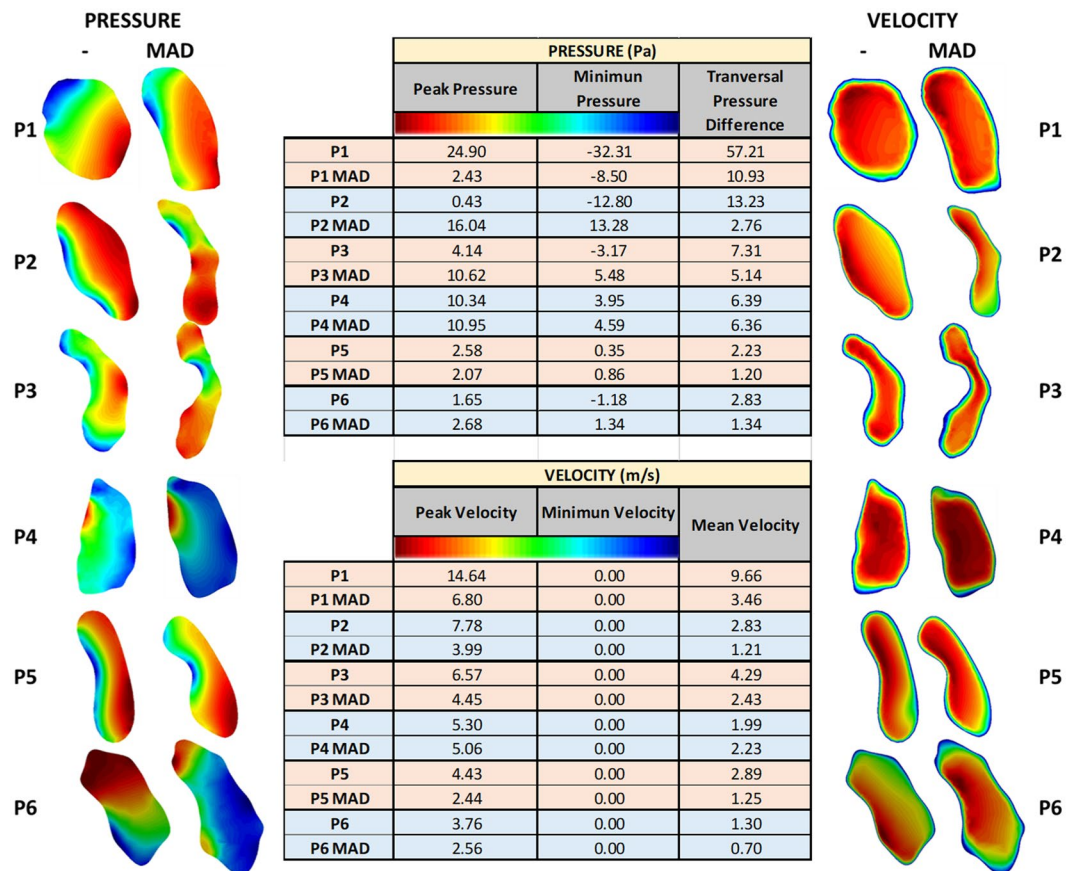 PRESSURE
- MAD
VELOCITY
- MAD
P1
P2
P3
P4
P5
P6
PRESSURE (Pa)
Peak Pressure Minimun Pressure Tranversal Pressure Difference
P1 24.90 -32.31 57.21
P1 MAD 2.43 -8.50 10.93
P2 0.43 -12.80 13.23
P2 MAD 16.04 13.28 2.76
P3 4.14 -3.17 7.31
P3 MAD 10.62 5.48 5.14
P4 10.34 3.95 6.39
P4 MAD 10.95 4.59 6.36
P5 2.58 0.35 2.23
P5 MAD 2.07 0.86 1.20
P6 1.65 -1.18 2.83
P6 MAD 2.68 1.34 1.34
VELOCITY (m/s)
Peak Velocity Minimun Velocity Mean Velocity
P1 14.64 0.00 9.66
P1 MAD 6.80 0.00 3.46
P2 7.78 0.00 2.83
P2 MAD 3.99 0.00 1.21
P3 6.57 0.00 4.29
P3 MAD 4.45 0.00 2.43
P4 5.30 0.00 1.99
P4 MAD 5.06 0.00 2.23
P5 4.43 0.00 2.89
P5 MAD 2.44 0.00 1.25
P6 3.76 0.00 1.30
P6 MAD 2.56 0.00 0.70
P1
P2
P3
P4
P5
P6